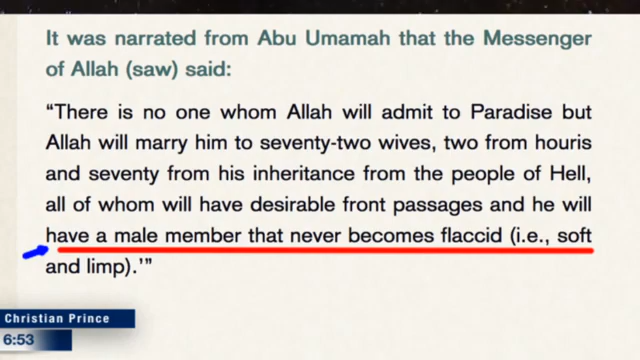 It was narrated from Abu Umamah that the Messenger
of Allah (saw) said:
“There is no one whom Allah will admit to Paradise but
Allah will marry him to seventy-two wives, two from houris
and seventy from his inheritance from the people of Hell,
all of whom will have desirable front passages and he will
have a male member that never becomes flaccid (i.e., soft
and limp).’”
Christian Prince
6:53